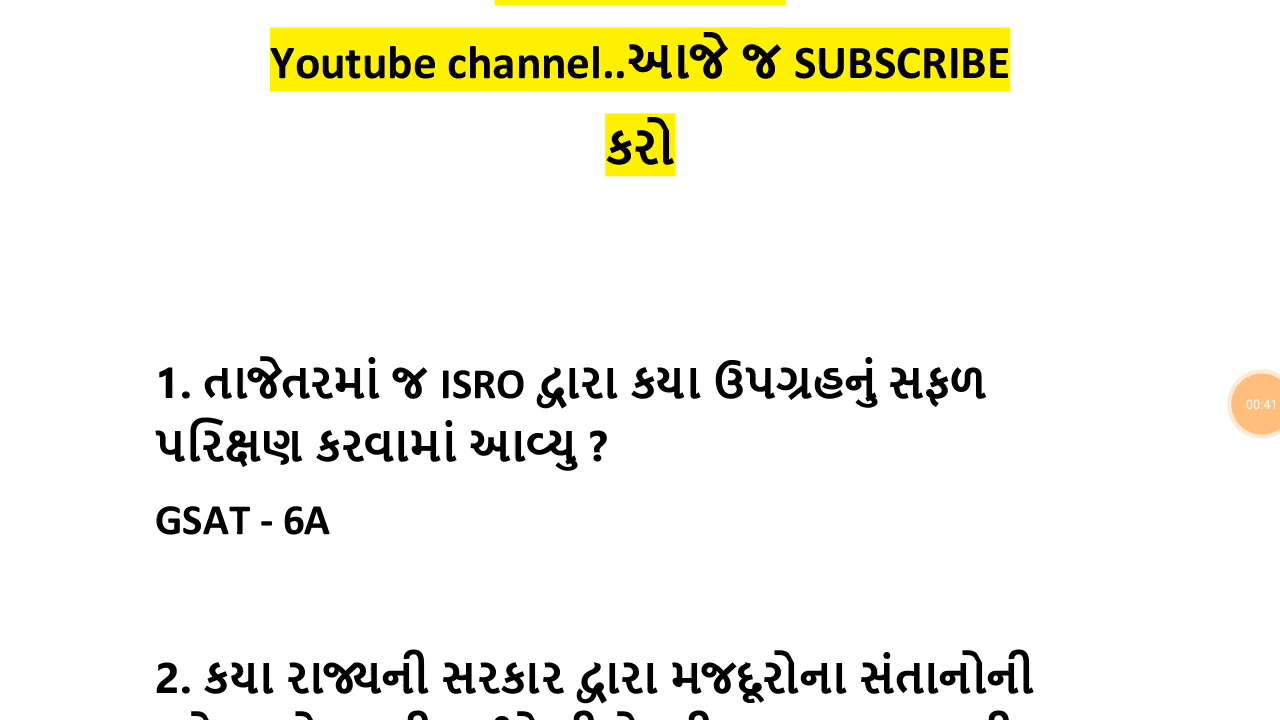 Youtube channel..આજે જ SUBSCRIBE
કરો
1. તાજેતરમાં જ ISRO દ્વારા કયા ઉપગ્રહનું સફળ
પરિક્ષણ કરવામાં આવ્યુ ?
00:41
GSAT - 6A
2. કયા રાજ્યની સરકાર દ્વારા મજદૂરોના સંતાનોની